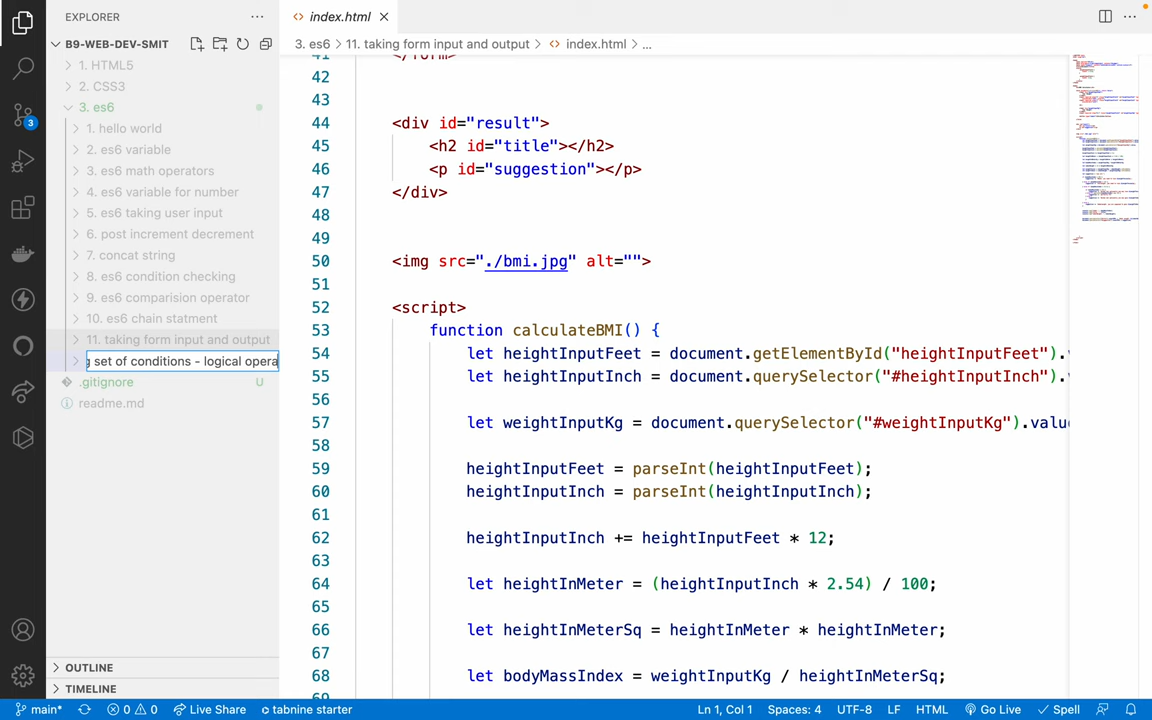 EXPLORER
B9-WEB-DEV-SMIT
1. HTML5
2. CSS3
3. es6
1. hello world
2. es6 variable
3. es6 math operators
4. es6 variable for number
5. es6 taking user input
6. post increment decrement
7. concat string
8. es6 condition checking
9. es6 comparision operator
10. es6 chain statment
11. taking form input and output
set of conditions - logical opera
.gitignore U
readme.md
OUTLINE
TIMELINE
3
index.html
3. es6 > 11. taking form input and output > index.html > ...
41 </form>
42
43
44 <div id="result">
45 <h2 id="title"></h2>
46 <p id="suggestion"></p>
47 </div>
48
49
50 <img src="./bmi.jpg" alt="">
51
52 <script>
53 function calculateBMI() {
54 let heightInputFeet = document.getElementById("heightInputFeet").
55 let heightInputInch = document.querySelector("#heightInputInch").
56
57 let weightInputKg = document.querySelector("#weightInputKg").value
58
59 heightInputFeet = parseInt(heightInputFeet);
60 heightInputInch = parseInt(heightInputInch);
61
62 heightInputInch += heightInputFeet * 12;
63
64 let heightInMeter = (heightInputInch * 2.54) / 100;
65
66 let heightInMeterSq = heightInMeter * heightInMeter;
67
68 let bodyMassIndex = weightInputKg / heightInMeterSq;
main* 0 0 Live Share tabnine starter Ln 1, Col 1 Spaces: 4 UTF-8 LF HTML Go Live Spell